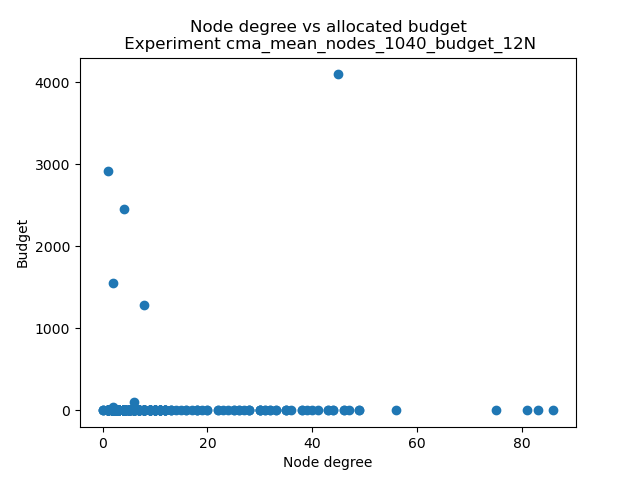 Node degree vs allocated budget
Experiment cma_mean_nodes_1040_budget_12N
Budget
4000
3000
2000
1000
0
0 20 40 60 80
Node degree